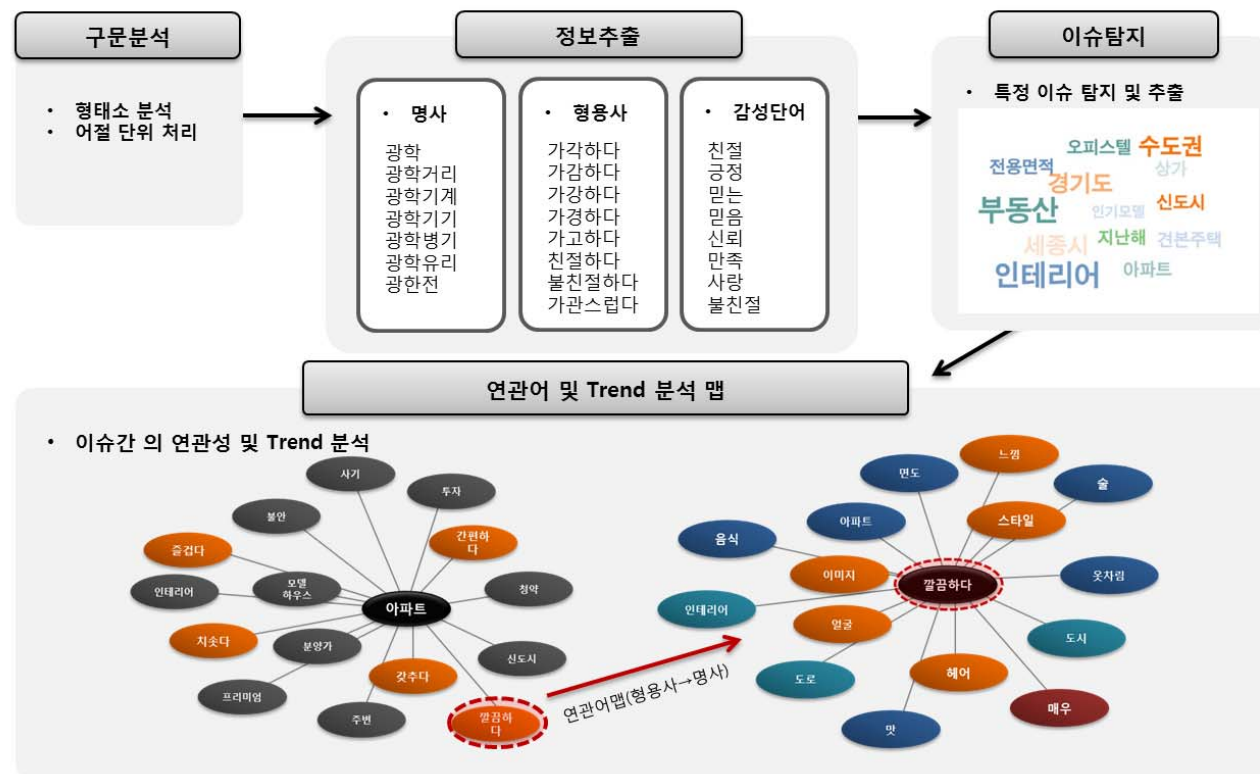 구문분석
• 형태소 분석
• 어절 단위 처리
정보추출
• 명사
광학
광학거리
광학기계
광학기기
광학병기
광학유리
광한전
• 형용사
가각하다
가감하다
가강하다
가경하다
가고하다
친절하다
불친절하다
가관스럽다
• 감성단어
친절
긍정
믿는
믿음
신뢰
만족
사랑
불친절
이슈탐지
• 특정 이슈 탐지 및 추출
오피스텔 수도권
전용면적 상가
경기도
부동산 인기모델 신도시
세종시 지난해 견본주택
인테리어 아파트
연관어 및 Trend 분석 맵
• 이슈간 의 연관성 및 Trend 분석
사기
투자
불안
간편하
다
즐겁다
인테리어
모델
하우스
청약
아파트
치솟다
분양가
신도시
갖추다
프리미엄
주변
깔끔하
다
연관어맵(형용사→명사)
느낌
면도
술
아파트
스타일
음식
이미지
깔끔하다
옷차림
인테리어
얼굴
도시
도로
헤어
매우
맛